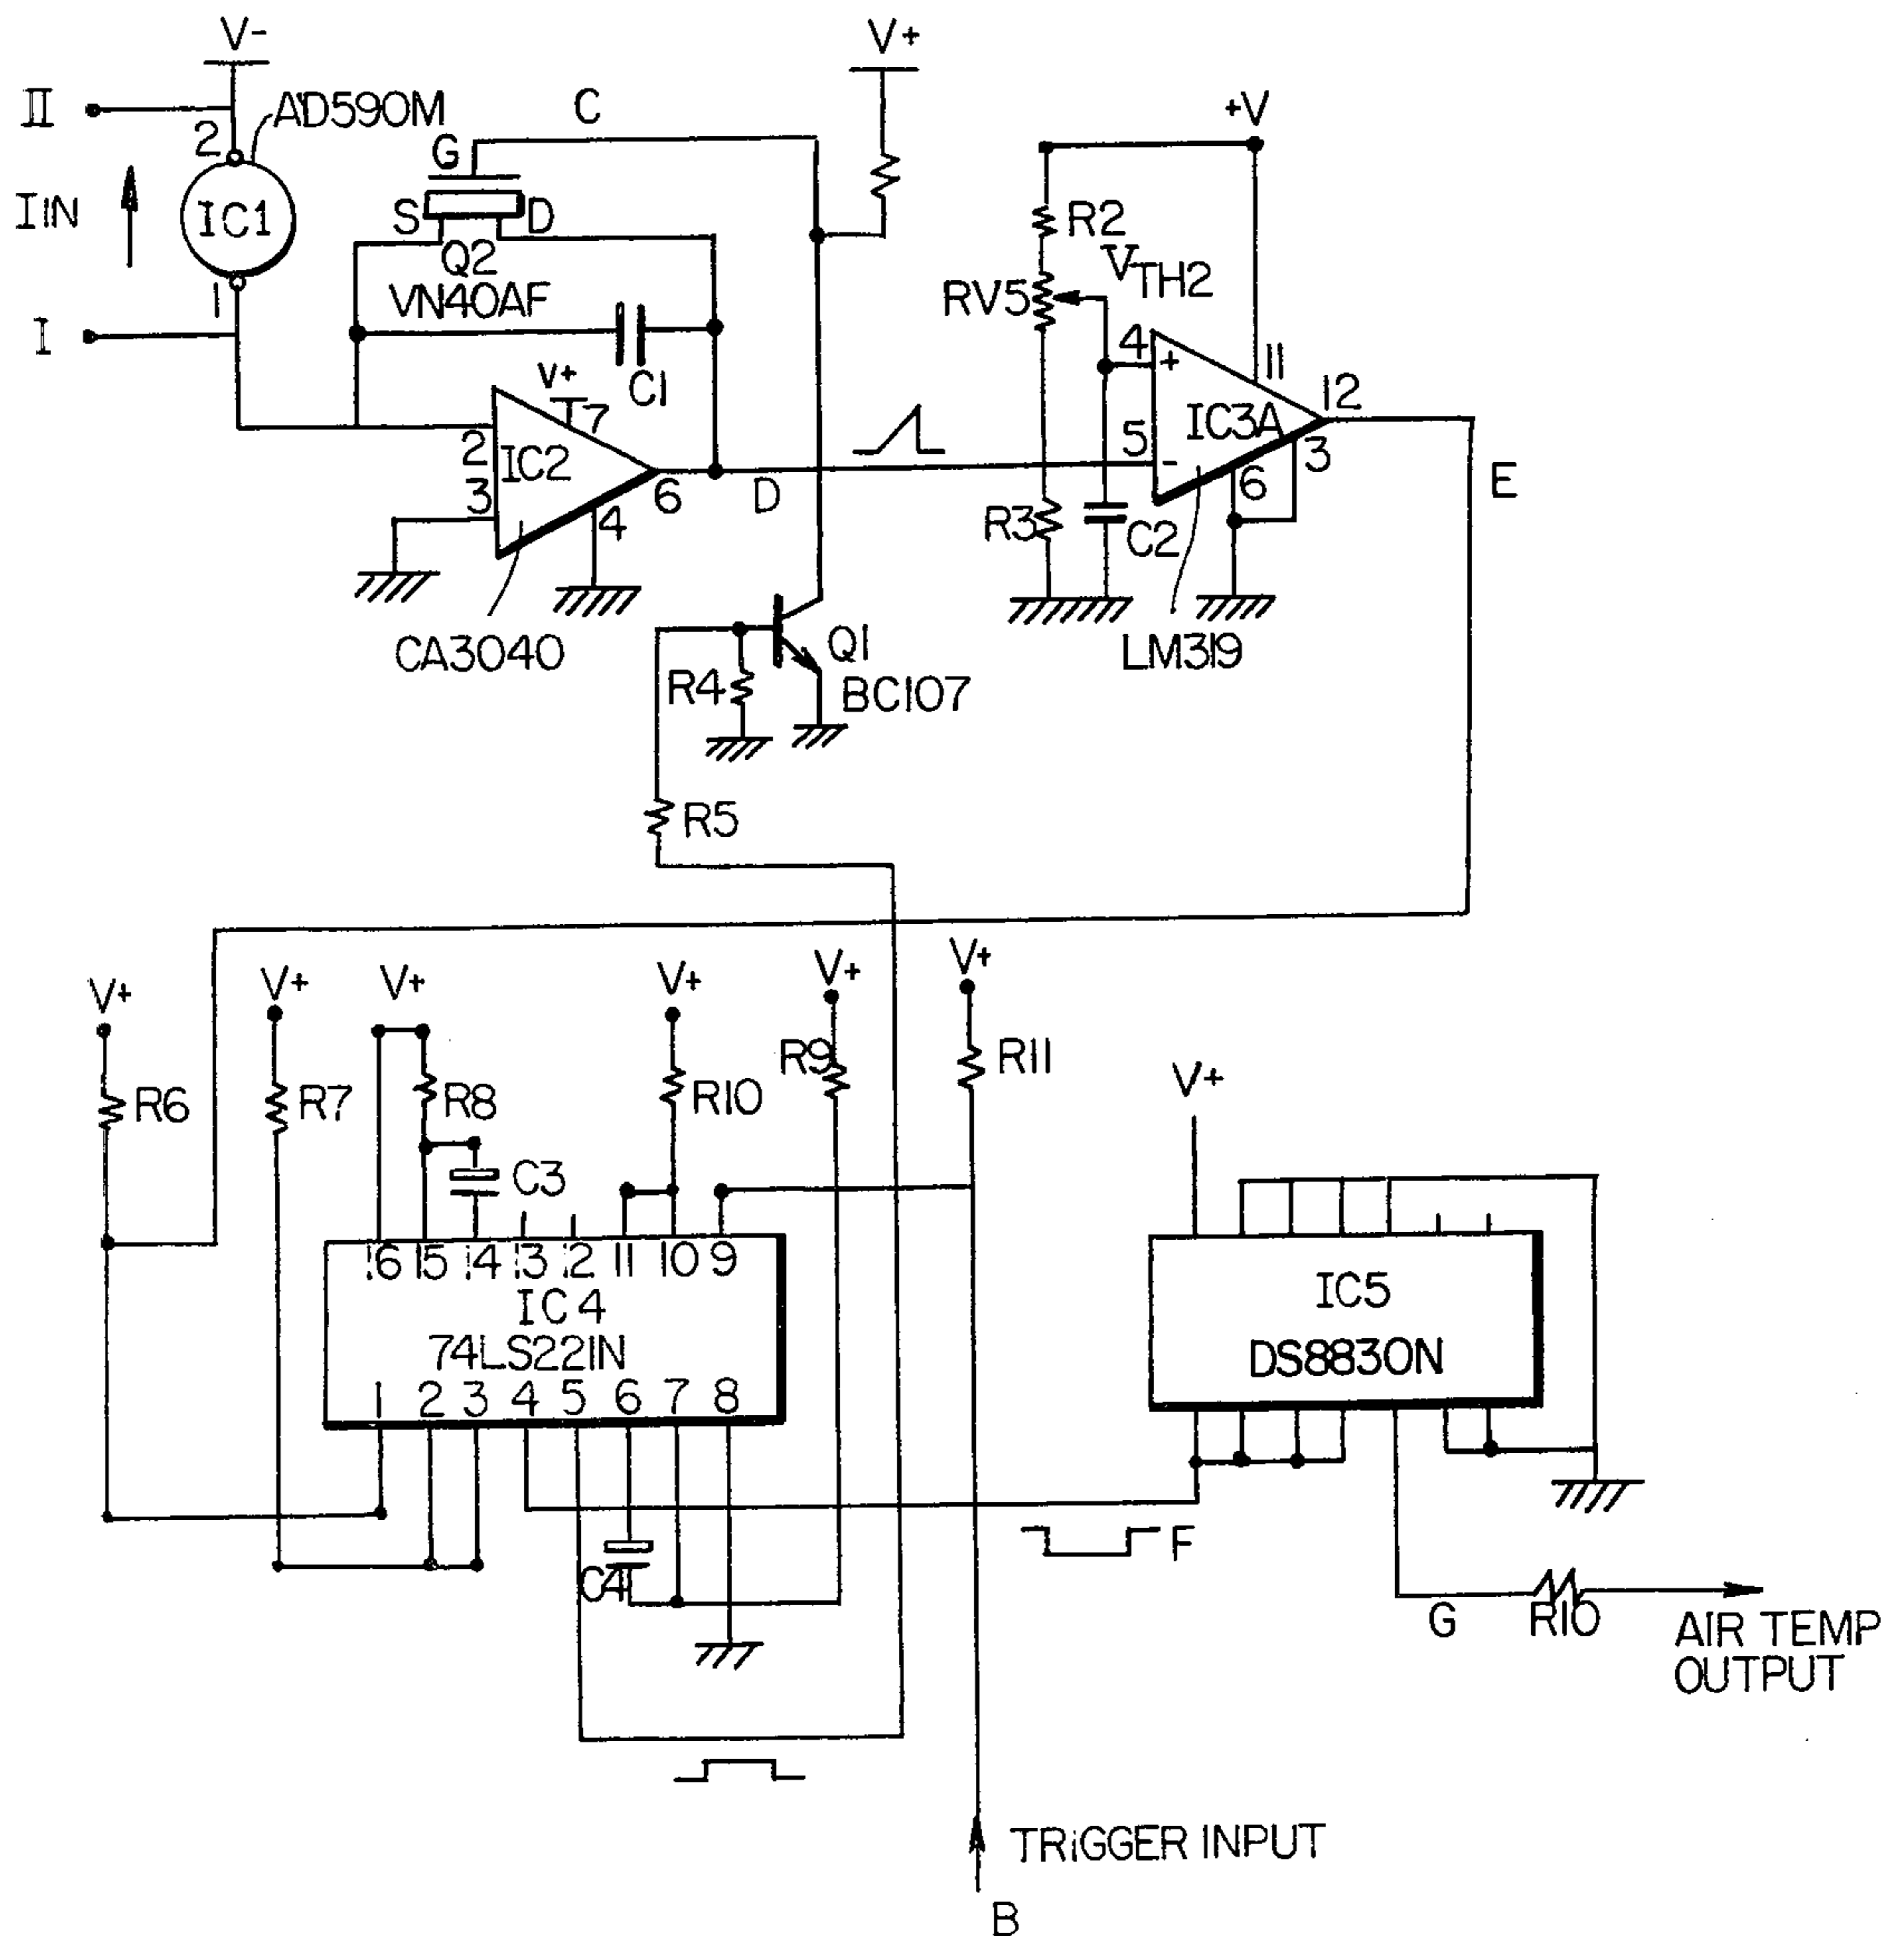 V-
V+
II
AD590M
C
+V
2
G
IIN
IC1
S
D
R2
Q2
VTH2
1
VN40AF
RV5
I
4
+
11
V+
C1
7
12
IC3A
2
IC2
5
-
3
3
6
D
6
E
4
R3
C2
CA3040
Q1
LM319
R4
BC107
R5
V+
V+
V+
V+
V+
V+
R6
R7
R8
R10
R9
R11
V+
C3
16 15 14 13 12 11 10 9
IC4
74LS221N
1 2 3 4 5 6 7 8
IC5
DS8830N
F
C4
G
R10
AIR TEMP
OUTPUT
TRiGGER INPUT
B